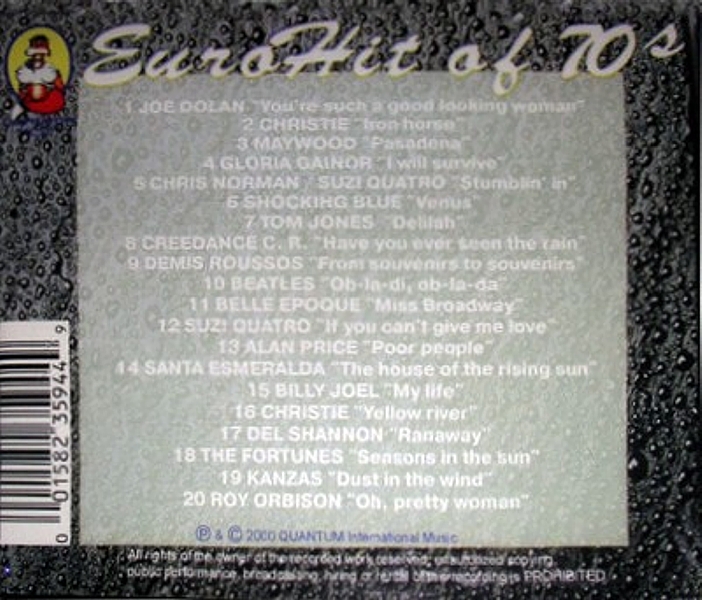 EuroHit of 70s
1 JOE DOLAN "You're such a good looking woman"
2 CHRISTIE "Iron horse"
3 MAYWOOD "Pasadena"
4 GLORIA GAINOR "I will survive"
5 CHRIS NORMAN / SUZI QUATRO "Stumblin' in"
6 SHOCKING BLUE "Venus"
7 TOM JONES "Delilah"
8 CREEDANCE C. R. "Have you ever seen the rain"
9 DEMIS ROUSSOS "From souvenirs to souvenirs"
10 BEATLES "Ob-la-di, ob-la-da"
11 BELLE EPOQUE "Miss Broadway"
12 SUZI QUATRO "If you can't give me love"
13 ALAN PRICE "Poor people"
14 SANTA ESMERALDA "The house of the rising sun"
15 BILLY JOEL "My life"
16 CHRISTIE "Yellow river"
17 DEL SHANNON "Ranaway"
18 THE FORTUNES "Seasons in the sun"
19 KANZAS "Dust in the wind"
20 ROY ORBISON "Oh, pretty woman"
℗ & © 2000 QUANTUM International Music
All rights of the owner of the recorded work reserved, unauthorized copying,
public performance, broadcasting, hiring or rental of this recording is PROHIBITED
0 01582 35944 9